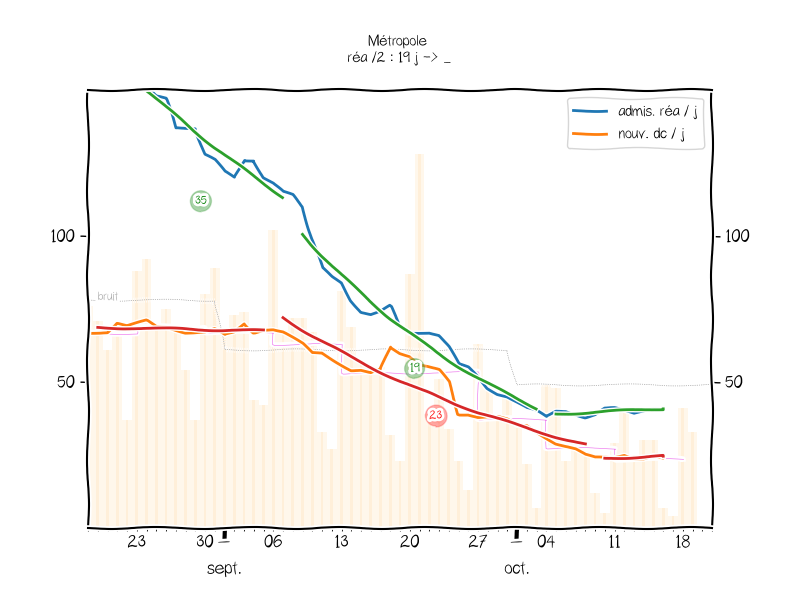 Métropole
réa /2 : 19 j -> _
admis. réa / j
nouv. dc / j
35
100
100
bruit
19
50
50
23
23 30 06 13 20 27 04 11 18
sept. oct.